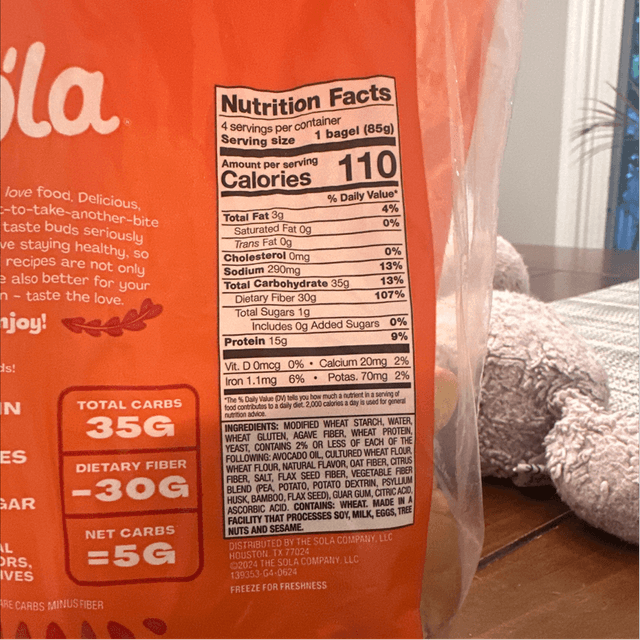 la
love food. Delicious,
-to-take-another-bite
taste buds seriously
ve staying healthy, so
recipes are not only
e also better for your
n - taste the love.
njoy!
ds!
IN
ES
GAR
AL
ORS,
IVES
TOTAL CARBS
35G
DIETARY FIBER
-30G
NET CARBS
=5G
ARE CARBS MINUS FIBER
Nutrition Facts
4 servings per container
Serving size 1 bagel (85g)
Amount per serving
Calories 110
% Daily Value*
Total Fat 3g 4%
Saturated Fat 0g 0%
Trans Fat 0g
Cholesterol 0mg 0%
Sodium 290mg 13%
Total Carbohydrate 35g 13%
Dietary Fiber 30g 107%
Total Sugars 1g
Includes 0g Added Sugars 0%
Protein 15g 9%
Vit. D 0mcg 0% • Calcium 20mg 2%
Iron 1.1mg 6% • Potas. 70mg 2%
*The % Daily Value (DV) tells you how much a nutrient in a serving of
food contributes to a daily diet. 2,000 calories a day is used for general
nutrition advice.
INGREDIENTS: MODIFIED WHEAT STARCH, WATER,
WHEAT GLUTEN, AGAVE FIBER, WHEAT PROTEIN,
YEAST, CONTAINS 2% OR LESS OF EACH OF THE
FOLLOWING: AVOCADO OIL, CULTURED WHEAT FLOUR,
WHEAT FLOUR, NATURAL FLAVOR, OAT FIBER, CITRUS
FIBER, SALT, FLAX SEED FIBER, VEGETABLE FIBER
BLEND (PEA, POTATO, POTATO DEXTRIN, PSYLLIUM
HUSK, BAMBOO, FLAX SEED), GUAR GUM, CITRIC ACID,
ASCORBIC ACID. CONTAINS: WHEAT. MADE IN A
FACILITY THAT PROCESSES SOY, MILK, EGGS, TREE
NUTS AND SESAME.
DISTRIBUTED BY THE SOLA COMPANY, LLC
HOUSTON, TX 77024
©2024 THE SOLA COMPANY, LLC
139353-G4-0624
FREEZE FOR FRESHNESS